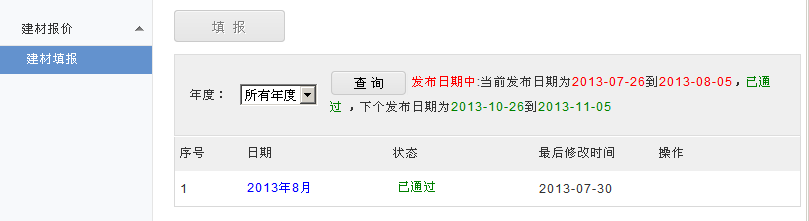 建材报价
建材填报
填 报
年度： 所有年度 查 询 发布日期中:当前发布日期为2013-07-26到2013-08-05，已通
过 ，下个发布日期为2013-10-26到2013-11-05
序号 日期 状态 最后修改时间 操作
1 2013年8月 已通过 2013-07-30